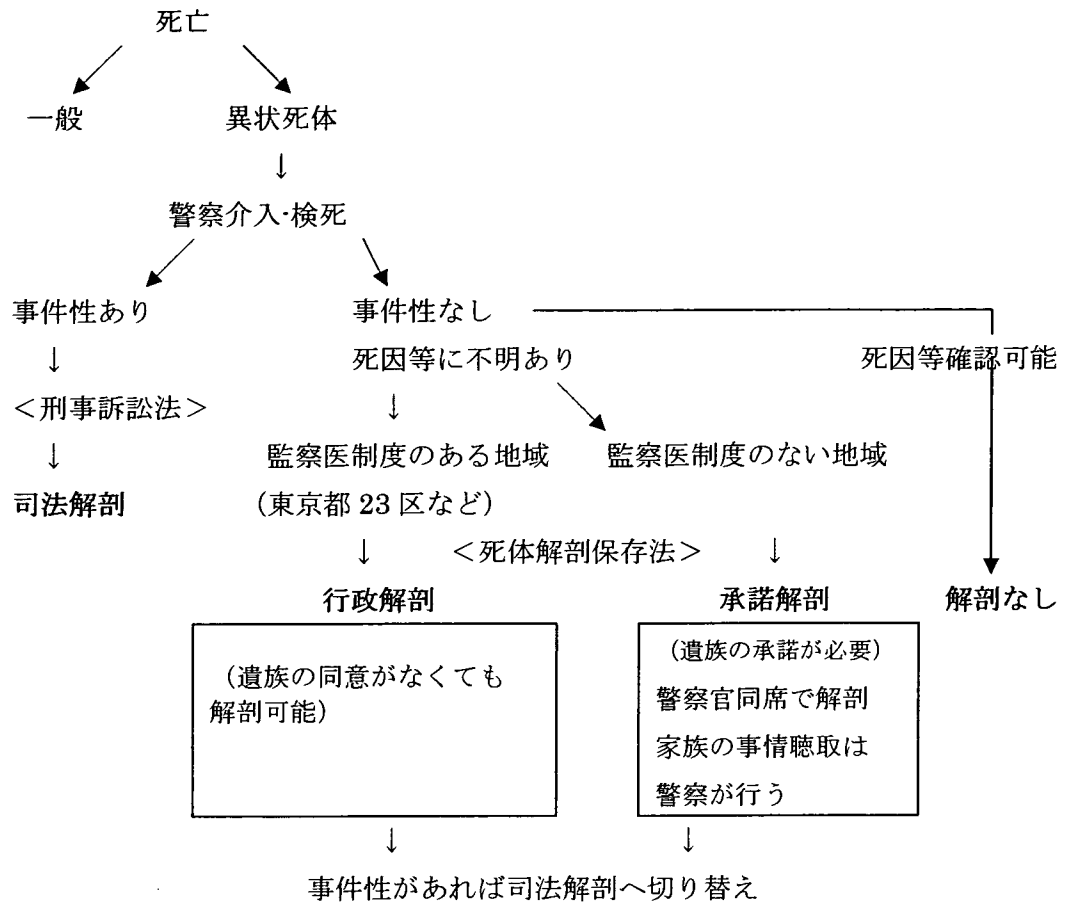 死亡
一般 異状死体
↓
警察介入･検死
事件性あり 事件性なし
↓ 死因等に不明あり 死因等確認可能
＜刑事訴訟法＞ ↓
↓ 監察医制度のある地域 監察医制度のない地域
司法解剖 （東京都 23 区など）
↓ ＜死体解剖保存法＞ ↓
行政解剖 承諾解剖 解剖なし
（遺族の同意がなくても
解剖可能）
（遺族の承諾が必要）
警察官同席で解剖
家族の事情聴取は
警察が行う
↓ ↓
事件性があれば司法解剖へ切り替え